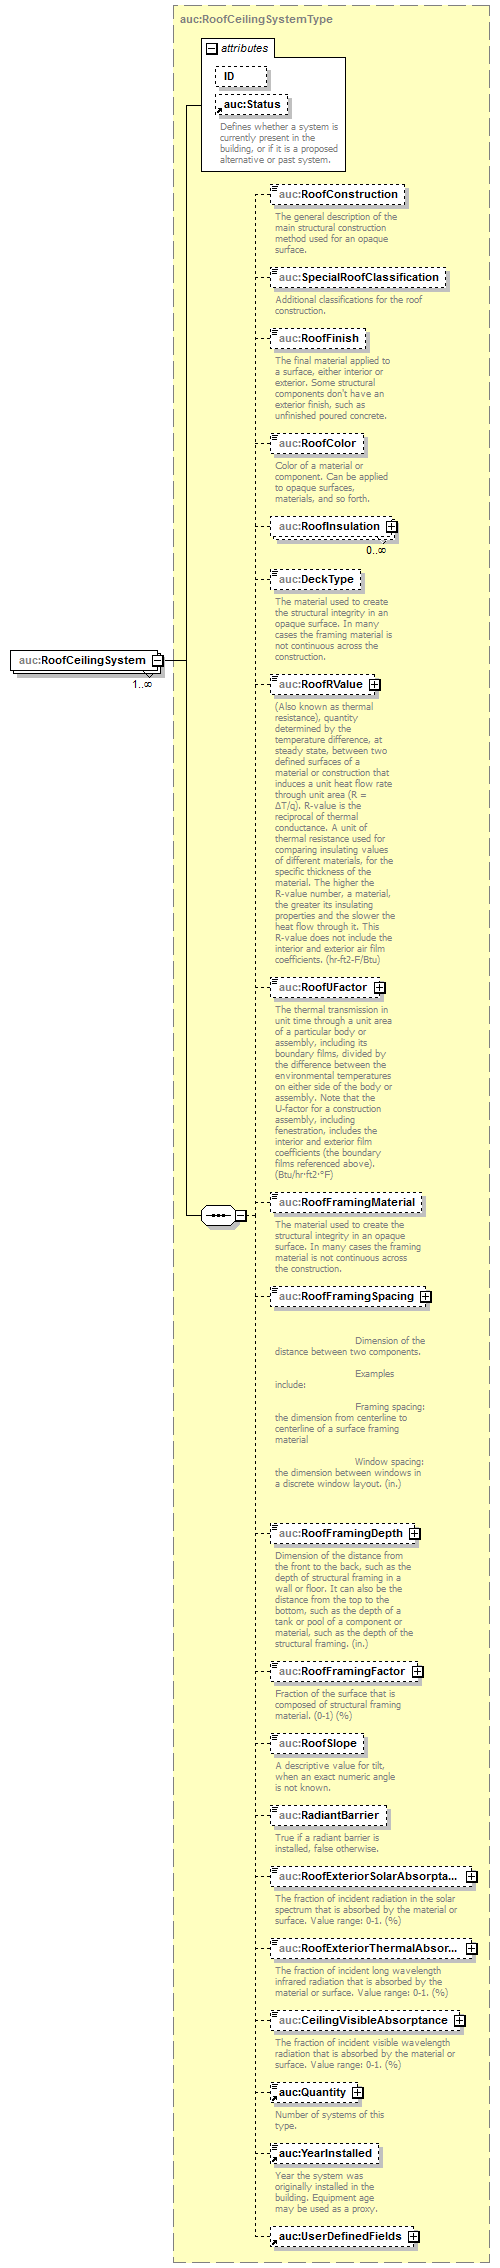 auc:RoofCeilingSystemType
attributes
ID
auc:Status
Defines whether a system is
currently present in the
building, or if it is a proposed
alternative or past system.
auc:RoofConstruction
The general description of the
main structural construction
method used for an opaque
surface.
auc:SpecialRoofClassification
Additional classifications for the roof
construction.
auc:RoofFinish
The final material applied to
a surface, either interior or
exterior. Some structural
components don't have an
exterior finish, such as
unfinished poured concrete.
auc:RoofColor
Color of a material or
component. Can be applied
to opaque surfaces,
materials, and so forth.
auc:RoofInsulation
0..∞
auc:DeckType
The material used to create
the structural integrity in an
opaque surface. In many
cases the framing material is
not continuous across the
construction.
auc:RoofCeilingSystem
1..∞
auc:RoofRValue
(Also known as thermal
resistance), quantity
determined by the
temperature difference, at
steady state, between two
defined surfaces of a
material or construction that
induces a unit heat flow rate
through unit area (R =
ΔT/q). R-value is the
reciprocal of thermal
conductance. A unit of
thermal resistance used for
comparing insulating values
of different materials, for the
specific thickness of the
material. The higher the
R-value number, a material,
the greater its insulating
properties and the slower the
heat flow through it. This
R-value does not include the
interior and exterior air film
coefficients. (hr-ft2-F/Btu)
auc:RoofUFactor
The thermal transmission in
unit time through a unit area
of a particular body or
assembly, including its
boundary films, divided by
the difference between the
environmental temperatures
on either side of the body or
assembly. Note that the
U-factor for a construction
assembly, including
fenestration, includes the
interior and exterior film
coefficients (the boundary
films referenced above).
(Btu/hr·ft2·°F)
auc:RoofFramingMaterial
The material used to create the
structural integrity in an opaque
surface. In many cases the framing
material is not continuous across
the construction.
auc:RoofFramingSpacing
Dimension of the
distance between two components.
Examples
include:
Framing spacing:
the dimension from centerline to
centerline of a surface framing
material
Window spacing:
the dimension between windows in
a discrete window layout. (in.)
auc:RoofFramingDepth
Dimension of the distance from
the front to the back, such as the
depth of structural framing in a
wall or floor. It can also be the
distance from the top to the
bottom, such as the depth of a
tank or pool of a component or
material, such as the depth of the
structural framing. (in.)
auc:RoofFramingFactor
Fraction of the surface that is
composed of structural framing
material. (0-1) (%)
auc:RoofSlope
A descriptive value for tilt,
when an exact numeric angle
is not known.
auc:RadiantBarrier
True if a radiant barrier is
installed, false otherwise.
auc:RoofExteriorSolarAbsorpta...
The fraction of incident radiation in the solar
spectrum that is absorbed by the material or
surface. Value range: 0-1. (%)
auc:RoofExteriorThermalAbsor...
The fraction of incident long wavelength
infrared radiation that is absorbed by the
material or surface. Value range: 0-1. (%)
auc:CeilingVisibleAbsorptance
The fraction of incident visible wavelength
radiation that is absorbed by the material or
surface. Value range: 0-1. (%)
auc:Quantity
Number of systems of this
type.
auc:YearInstalled
Year the system was
originally installed in the
building. Equipment age
may be used as a proxy.
auc:UserDefinedFields